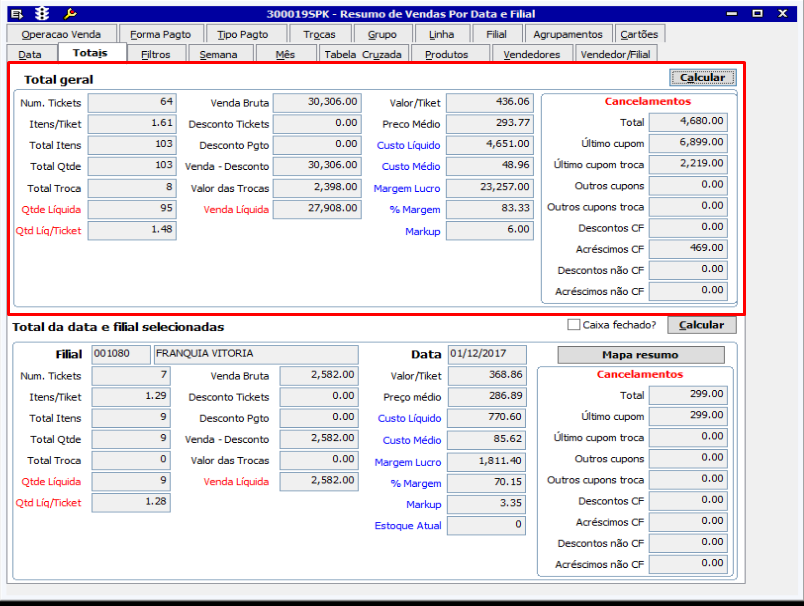 300019SPK - Resumo de Vendas Por Data e Filial
Operacao Venda Forma Pagto Tipo Pagto Trocas Grupo Linha Filial Agrupamentos Cartões
Data Totais Filtros Semana Mês Tabela Cruzada Produtos Vendedores Vendedor/Filial
Total geral Calcular
Num. Tickets 64 Venda Bruta 30,306.00 Valor/Tiket 436.06 Cancelamentos
Itens/Tiket 1.61 Desconto Tickets 0.00 Preco Médio 293.77 Total 4,680.00
Total Itens 103 Desconto Pgto 0.00 Custo Líquido 4,651.00 Último cupom 6,899.00
Total Qtde 103 Venda - Desconto 30,306.00 Custo Médio 48.96 Último cupom troca 2,219.00
Total Troca 8 Valor das Trocas 2,398.00 Margem Lucro 23,257.00 Outros cupons 0.00
Qtde Líquida 95 Venda Líquida 27,908.00 % Margem 83.33 Outros cupons troca 0.00
Qtd Líq/Ticket 1.48 Markup 6.00 Descontos CF 0.00
Acréscimos CF 469.00
Descontos não CF 0.00
Acréscimos não CF 0.00
Total da data e filial selecionadas Caixa fechado? Calcular
Filial 001080 FRANQUIA VITORIA Data 01/12/2017 Mapa resumo
Num. Tickets 7 Venda Bruta 2,582.00 Valor/Tiket 368.86 Cancelamentos
Itens/Tiket 1.29 Desconto Tickets 0.00 Preço médio 286.89 Total 299.00
Total Itens 9 Desconto Pgto 0.00 Custo Líquido 770.60 Último cupom 299.00
Total Qtde 9 Venda - Desconto 2,582.00 Custo Médio 85.62 Último cupom troca 0.00
Total Troca 0 Valor das Trocas 0.00 Margem Lucro 1,811.40 Outros cupons 0.00
Qtde Líquida 9 Venda Líquida 2,582.00 % Margem 70.15 Outros cupons troca 0.00
Qtd Líq/Ticket 1.28 Markup 3.35 Descontos CF 0.00
Estoque Atual 0 Acréscimos CF 0.00
Descontos não CF 0.00
Acréscimos não CF 0.00